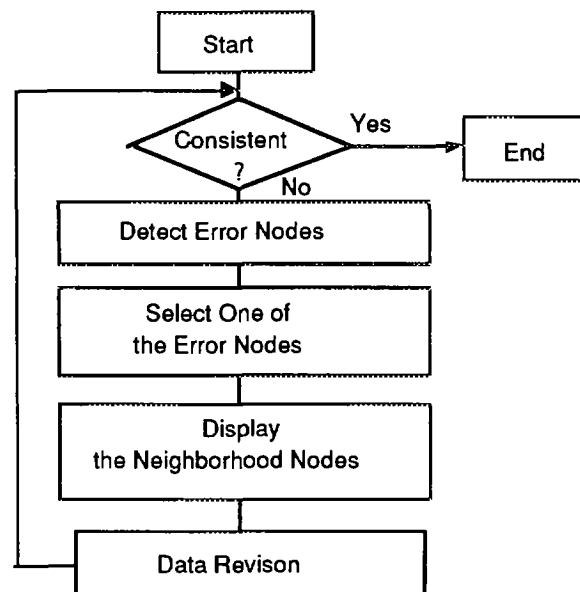 Start
Consistent
?
Yes
End
No
Detect Error Nodes
Select One of
the Error Nodes
Display
the Neighborhood Nodes
Data Revison